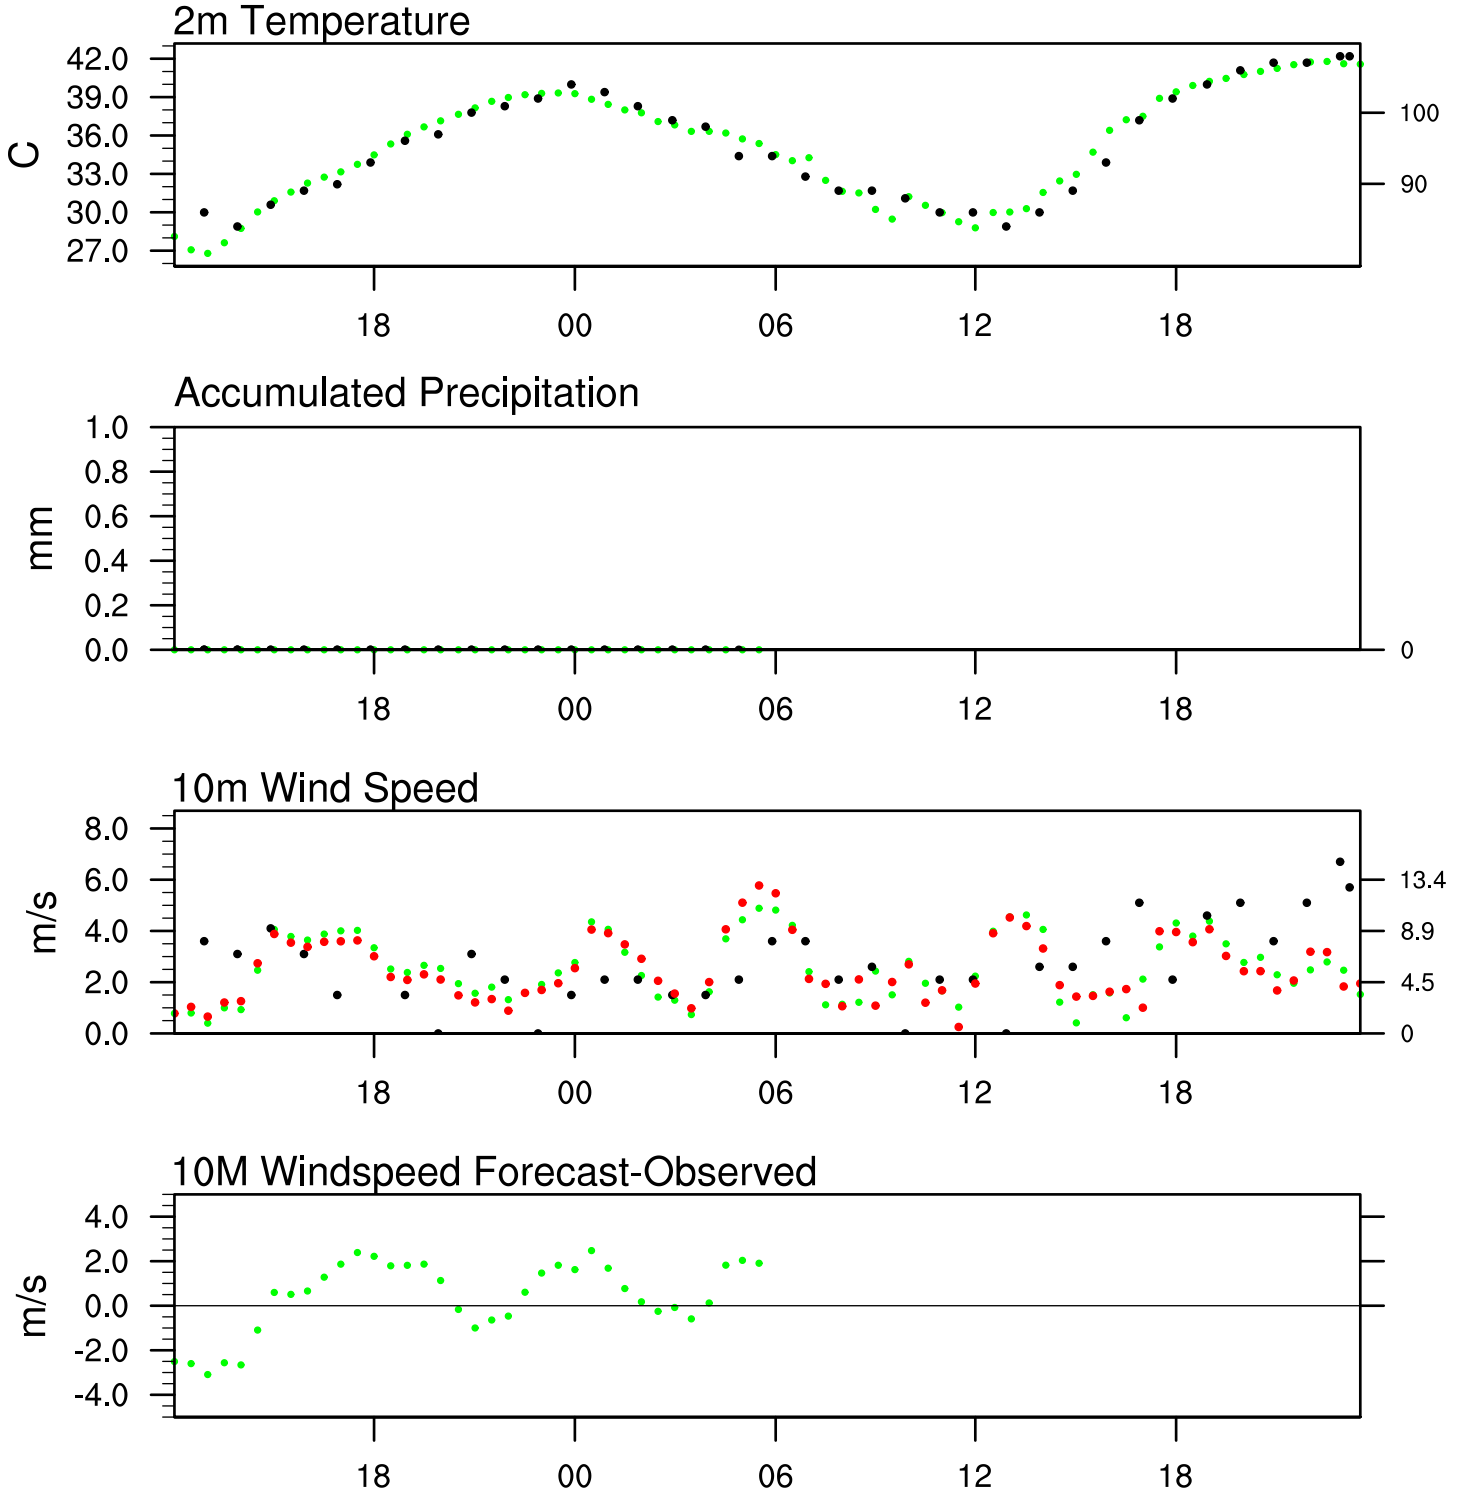 2m Temperature
42.0
39.0
36.0
33.0
30.0
27.0
C
100
90
18 00 06 12 18
Accumulated Precipitation
1.0
0.8
0.6
0.4
0.2
0.0
mm
0
18 00 06 12 18
10m Wind Speed
8.0
6.0
4.0
2.0
0.0
m/s
13.4
8.9
4.5
0
18 00 06 12 18
10M Windspeed Forecast-Observed
4.0
2.0
0.0
-2.0
-4.0
m/s
18 00 06 12 18